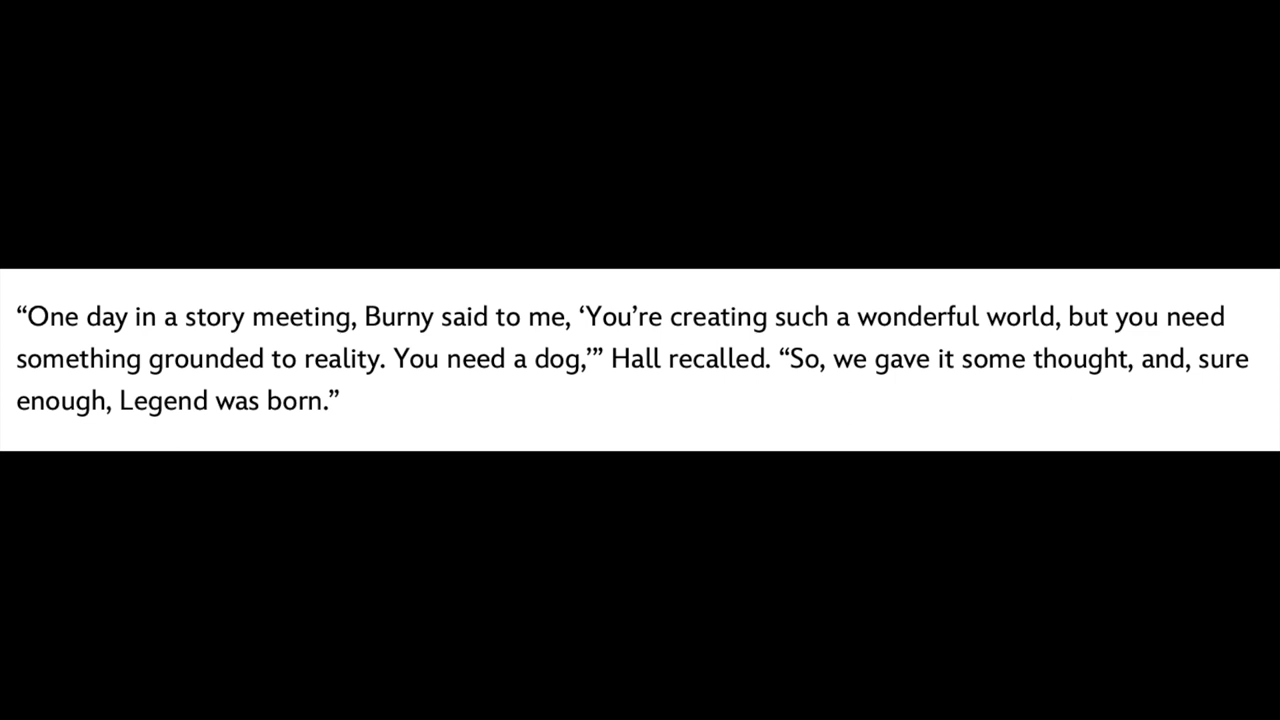 “One day in a story meeting, Burny said to me, ‘You’re creating such a wonderful world, but you need
something grounded to reality. You need a dog,’” Hall recalled. “So, we gave it some thought, and, sure
enough, Legend was born.”